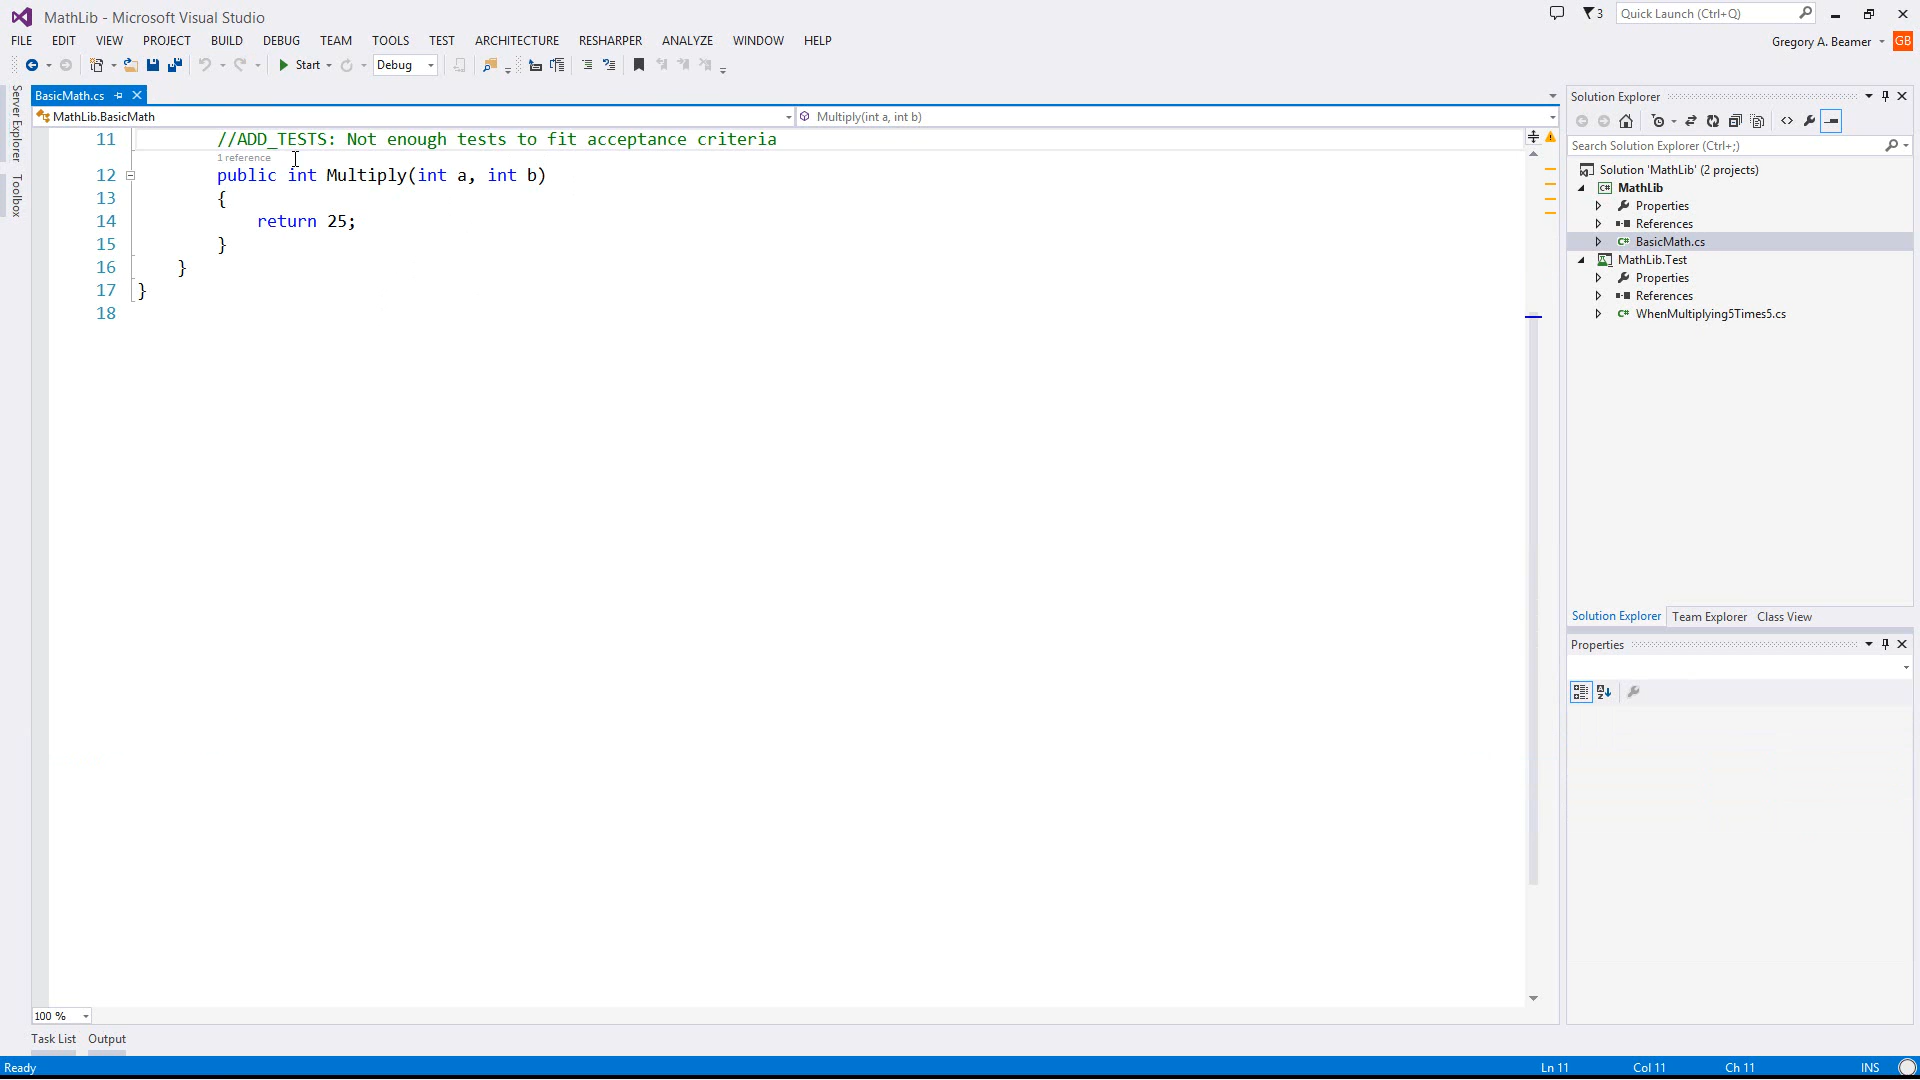 MathLib - Microsoft Visual Studio
3
Quick Launch (Ctrl+Q)
FILE EDIT VIEW PROJECT BUILD DEBUG TEAM TOOLS TEST ARCHITECTURE RESHARPER ANALYZE WINDOW HELP
Gregory A. Beamer
GB
Start
Debug
Server Explorer
Toolbox
BasicMath.cs
MathLib.BasicMath
Multiply(int a, int b)
11 //ADD_TESTS: Not enough tests to fit acceptance criteria
1 reference
12 public int Multiply(int a, int b)
13 {
14 return 25;
15 }
16 }
17 }
18
100 %
Solution Explorer
Search Solution Explorer (Ctrl+;)
Solution 'MathLib' (2 projects)
C# MathLib
Properties
References
C# BasicMath.cs
MathLib.Test
Properties
References
C# WhenMultiplying5Times5.cs
Solution Explorer Team Explorer Class View
Properties
Task List Output
Ready
Ln 11 Col 11 Ch 11 INS